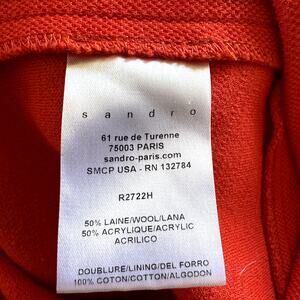 sandro
61 rue de Turenne
75003 PARIS
sandro-paris.com
SMCP USA - RN 132784
R2722H
50% LAINE/WOOL/LANA
50% ACRYLIQUE/ACRYLIC
ACRILICO
DOUBLURE/LINING/DEL FORRO
100% COTON/COTTON/ALGODON